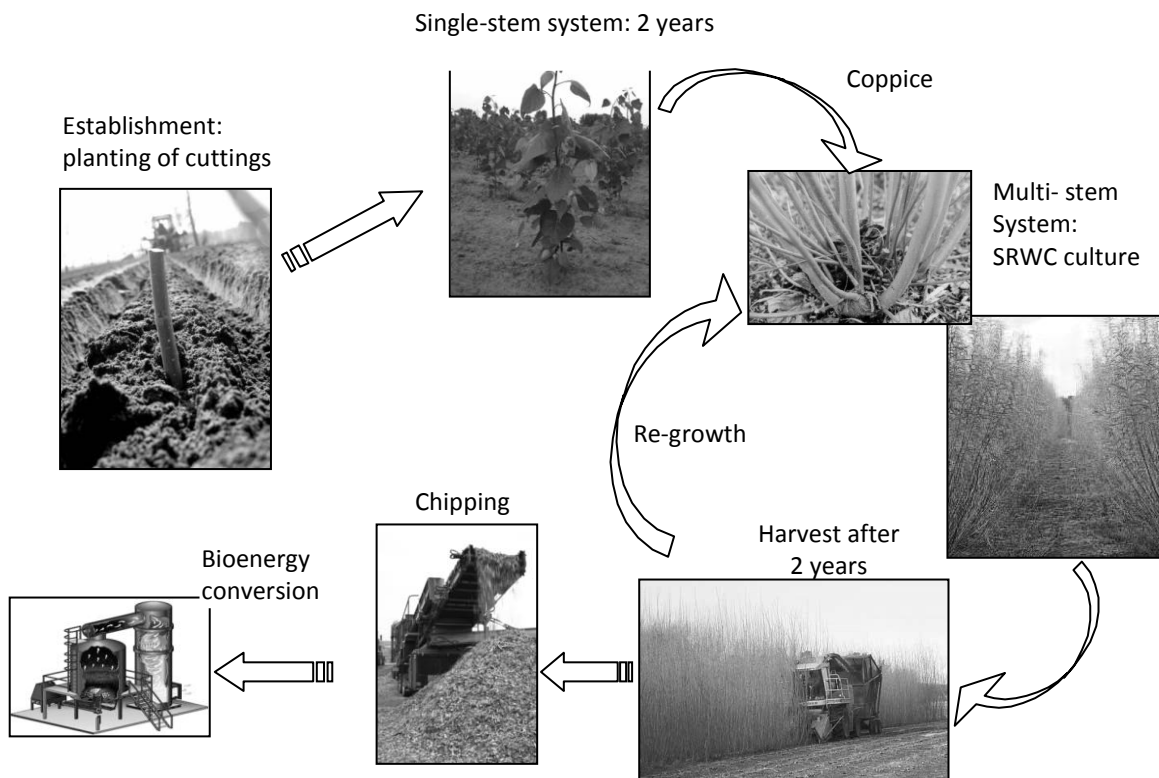 Single-stem system: 2 years
Coppice
Establishment:
planting of cuttings
Multi- stem
System:
SRWC culture
Re-growth
Harvest after
2 years
Chipping
Bioenergy
conversion